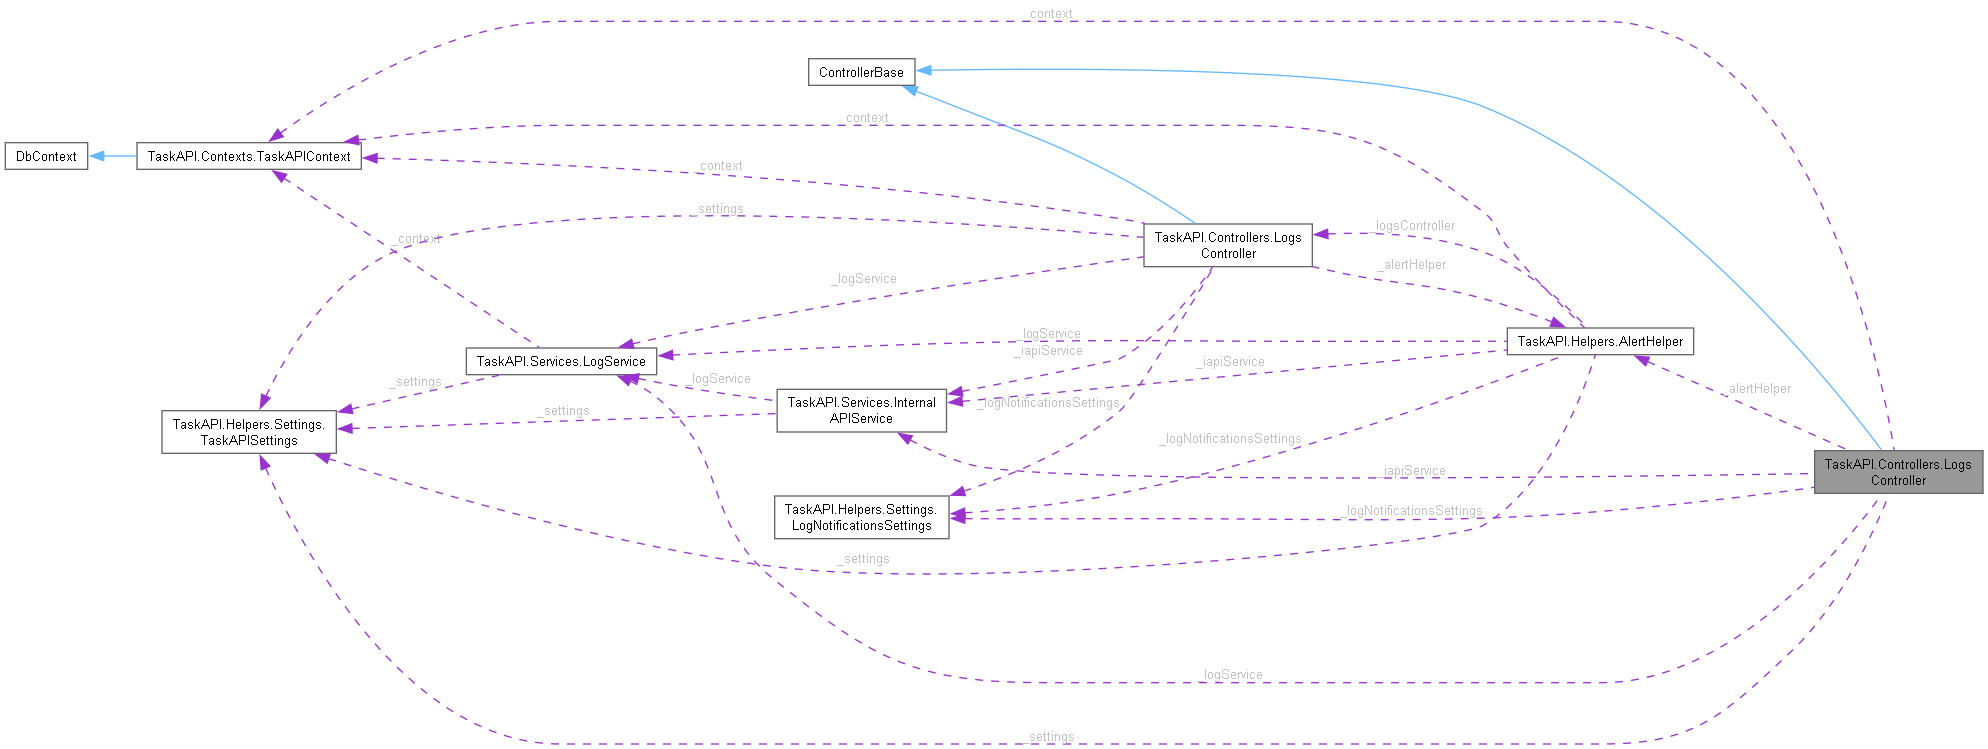 _context
ControllerBase
_context
DbContext
TaskAPI.Contexts.TaskAPIContext
_context
_settings
_logsController
TaskAPI.Controllers.Logs
Controller
_context
_alertHelper
_logService
_logService
TaskAPI.Helpers.AlertHelper
_iapiService
TaskAPI.Services.LogService
_iapiService
_settings
_logService
_alertHelper
TaskAPI.Services.Internal
APIService
_logNotificationsSettings
_settings
TaskAPI.Helpers.Settings.
TaskAPISettings
_logNotificationsSettings
_iapiService
TaskAPI.Controllers.Logs
Controller
TaskAPI.Helpers.Settings.
LogNotificationsSettings
_logNotificationsSettings
_settings
_logService
_settings